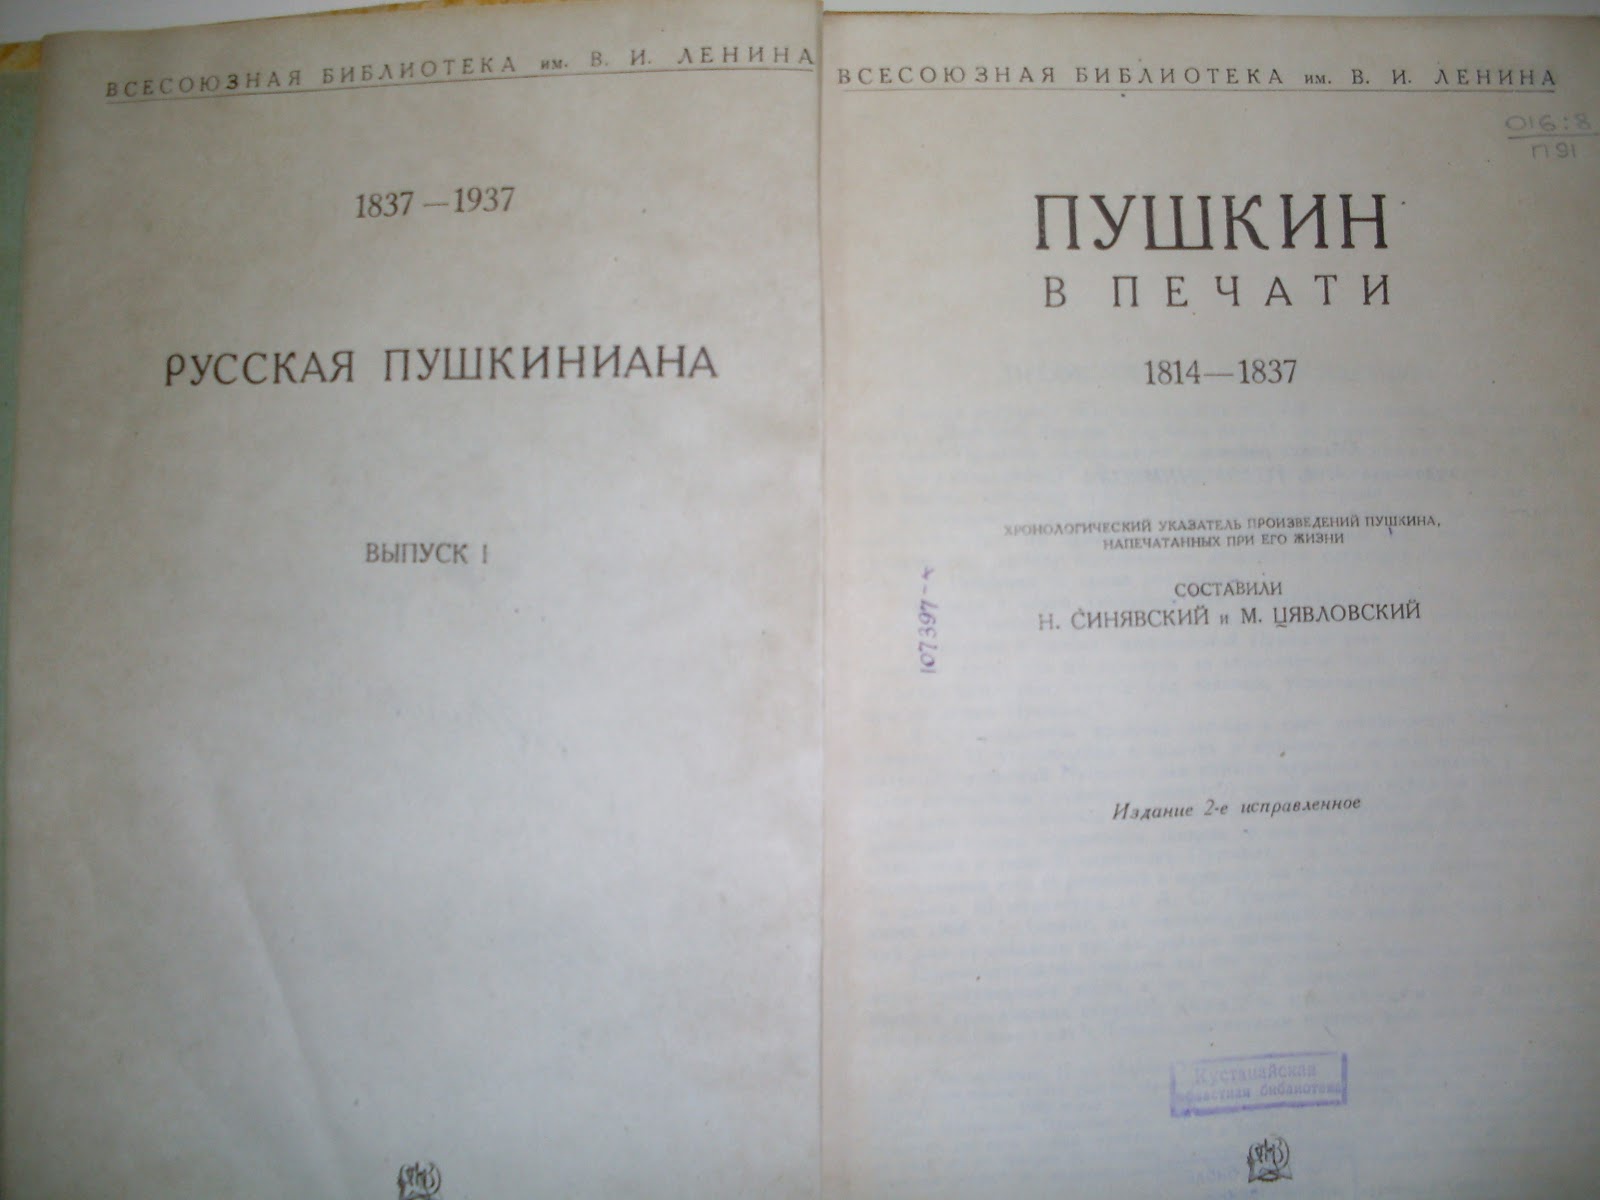 ВСЕСОЮЗНАЯ БИБЛИОТЕКА им. В. И. ЛЕНИНА
1837—1937
РУССКАЯ ПУШКИНИАНА
ВЫПУСК I
ВСЕСОЮЗНАЯ БИБЛИОТЕКА им. В. И. ЛЕНИНА
016:8
П91
ПУШКИН
В ПЕЧАТИ
1814—1837
ХРОНОЛОГИЧЕСКИЙ УКАЗАТЕЛЬ ПРОИЗВЕДЕНИЙ ПУШКИНА,
НАПЕЧАТАННЫХ ПРИ ЕГО ЖИЗНИ
СОСТАВИЛИ
Н. СИНЯВСКИЙ и М. ЦЯВЛОВСКИЙ
107397-
Издание 2-е исправленное
Кустанайская
областная библиотека